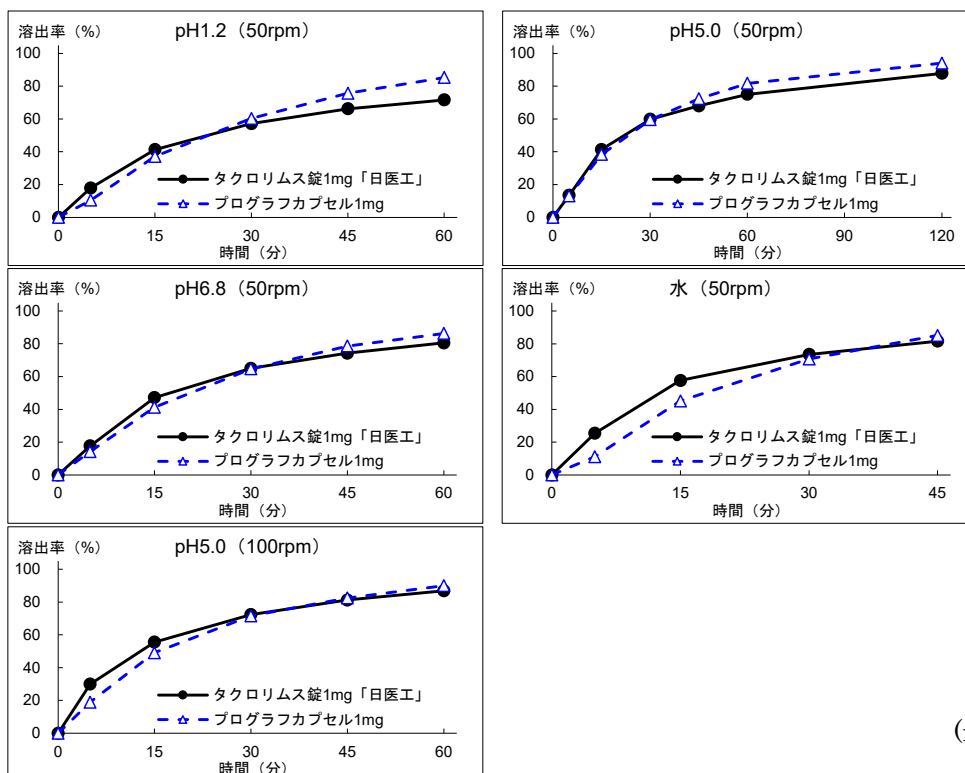 溶出率（%） pH1.2（50rpm）
100
80
60
40
20
0
タクロリムス錠1mg「日医工」
プログラフカプセル1mg
0 15 30 45 60
時間（分）
溶出率（%） pH5.0（50rpm）
100
80
60
40
20
0
タクロリムス錠1mg「日医工」
プログラフカプセル1mg
0 30 60 90 120
時間（分）
溶出率（%） pH6.8（50rpm）
100
80
60
40
20
0
タクロリムス錠1mg「日医工」
プログラフカプセル1mg
0 15 30 45 60
時間（分）
溶出率（%） 水（50rpm）
100
80
60
40
20
0
タクロリムス錠1mg「日医工」
プログラフカプセル1mg
0 15 30 45
時間（分）
溶出率（%） pH5.0（100rpm）
100
80
60
40
20
0
タクロリムス錠1mg「日医工」
プログラフカプセル1mg
0 15 30 45 60
時間（分）